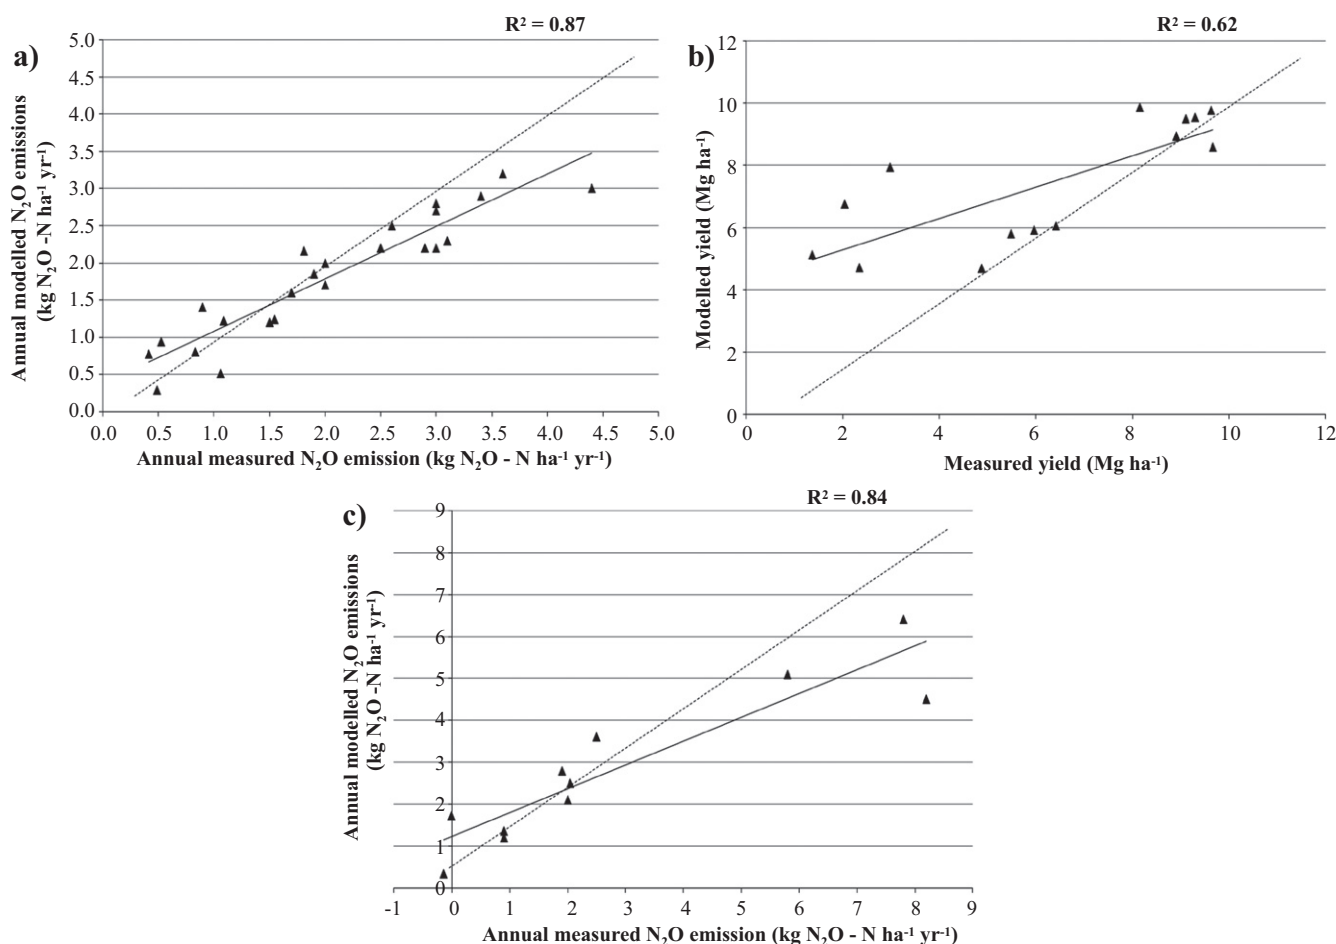 R² = 0.87
a)
Annual modelled N₂O emissions
(kg N₂O -N ha⁻¹ yr⁻¹)
5.0
4.5
4.0
3.5
3.0
2.5
2.0
1.5
1.0
0.5
0.0
0.0 0.5 1.0 1.5 2.0 2.5 3.0 3.5 4.0 4.5 5.0
Annual measured N₂O emission (kg N₂O - N ha⁻¹ yr⁻¹)
R² = 0.62
b)
Modelled yield (Mg ha⁻¹)
12
10
8
6
4
2
0
0 2 4 6 8 10 12
Measured yield (Mg ha⁻¹)
R² = 0.84
c)
Annual modelled N₂O emissions
(kg N₂O -N ha⁻¹ yr⁻¹)
9
8
7
6
5
4
3
2
1
0
-1 0 1 2 3 4 5 6 7 8 9
Annual measured N₂O emission (kg N₂O - N ha⁻¹ yr⁻¹)